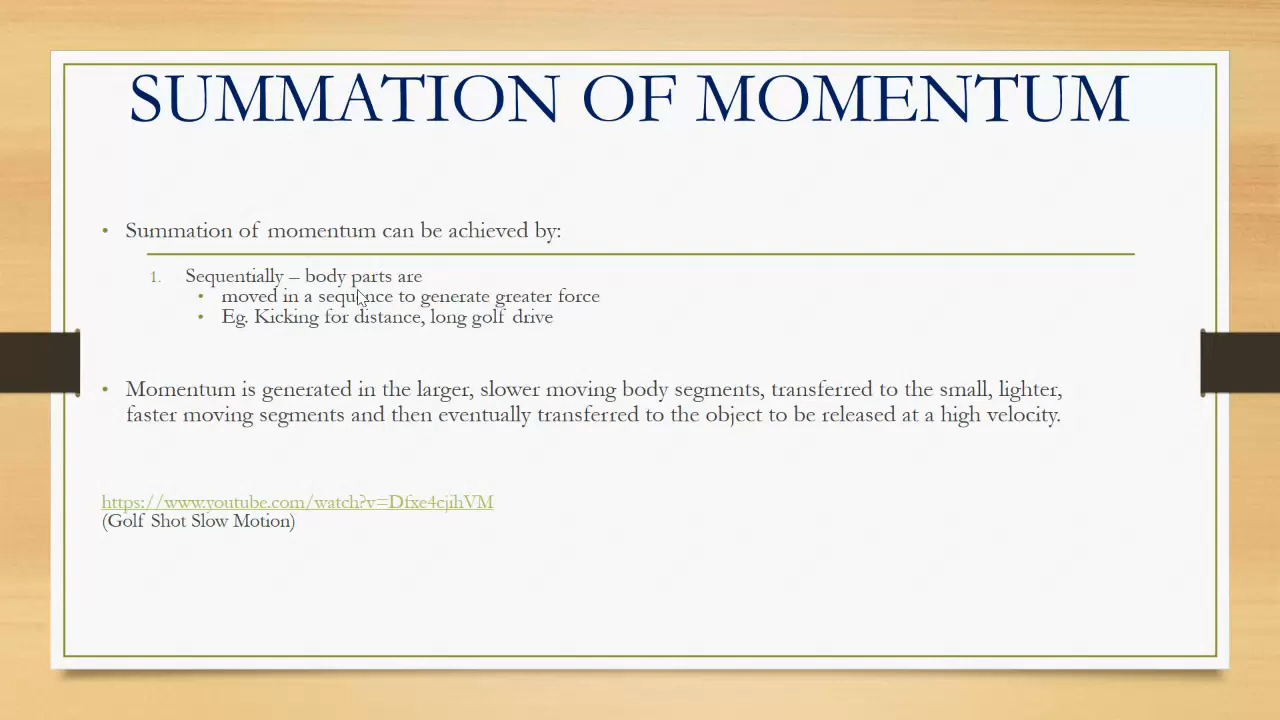 SUMMATION OF MOMENTUM
• Summation of momentum can be achieved by:
1. Sequentially – body parts are
• moved in a sequence to generate greater force
• Eg. Kicking for distance, long golf drive
• Momentum is generated in the larger, slower moving body segments, transferred to the small, lighter,
faster moving segments and then eventually transferred to the object to be released at a high velocity.
https://www.youtube.com/watch?v=Dfxe4cjihVM
(Golf Shot Slow Motion)